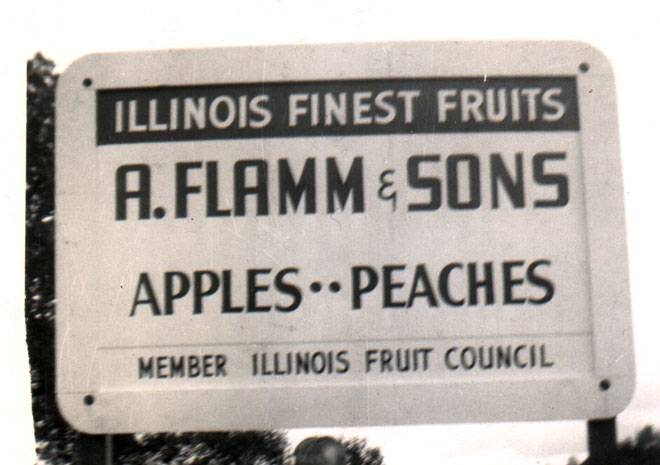 ILLINOIS FINEST FRUITS
A. FLAMM & SONS
APPLES •• PEACHES
MEMBER ILLINOIS FRUIT COUNCIL